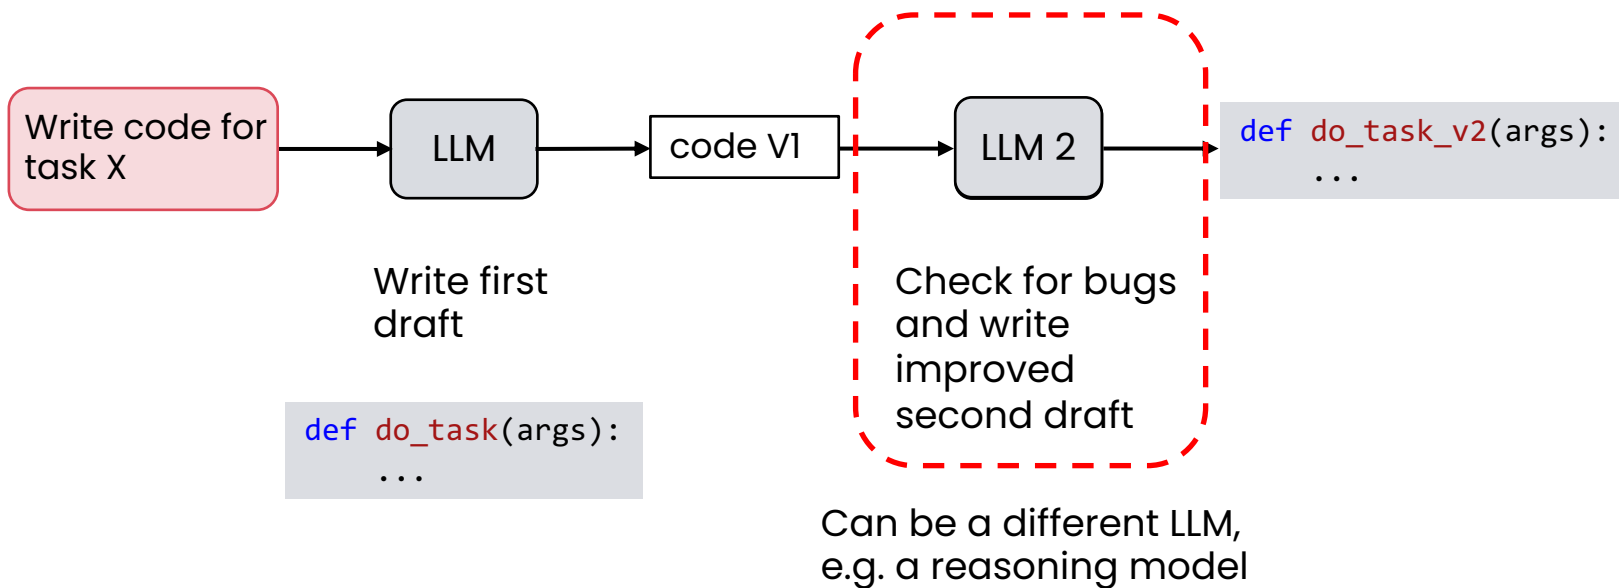 Write code for
task X
LLM
code V1
LLM 2
def do_task_v2(args):
...
Write first
draft
Check for bugs
and write
improved
second draft
def do_task(args):
...
Can be a different LLM,
e.g. a reasoning model